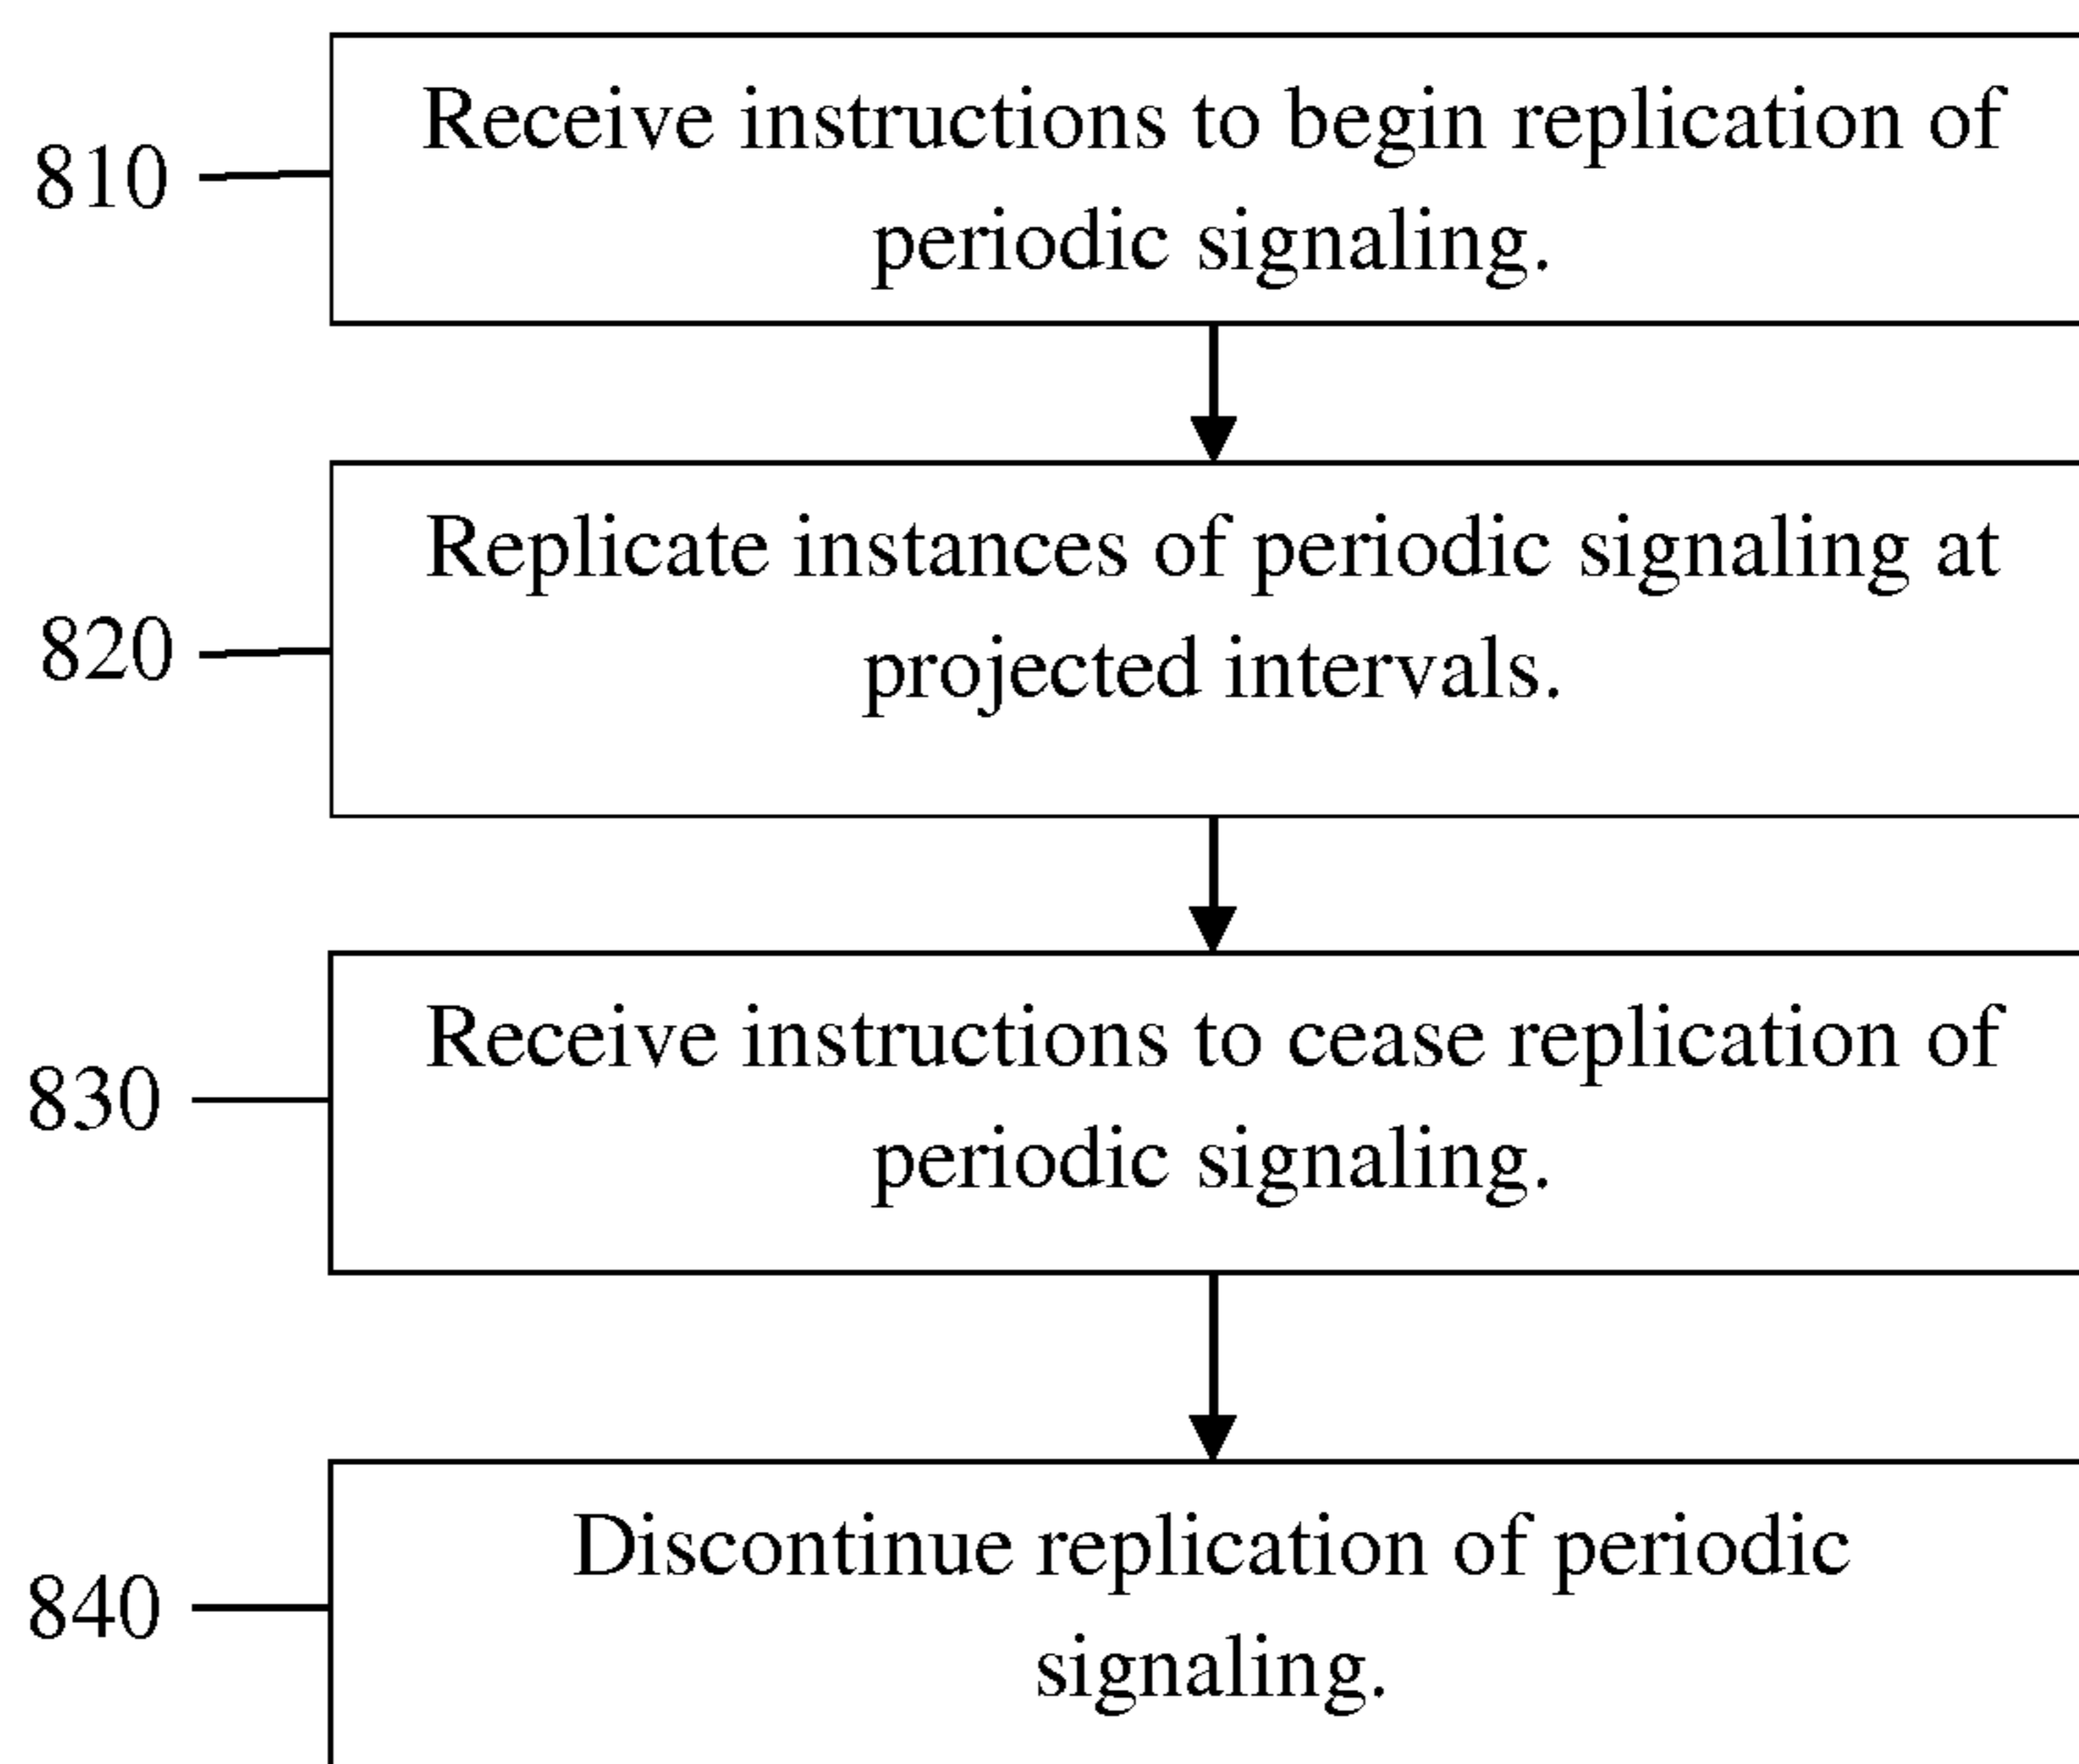 810
Receive instructions to begin replication of
periodic signaling.
820
Replicate instances of periodic signaling at
projected intervals.
830
Receive instructions to cease replication of
periodic signaling.
840
Discontinue replication of periodic
signaling.